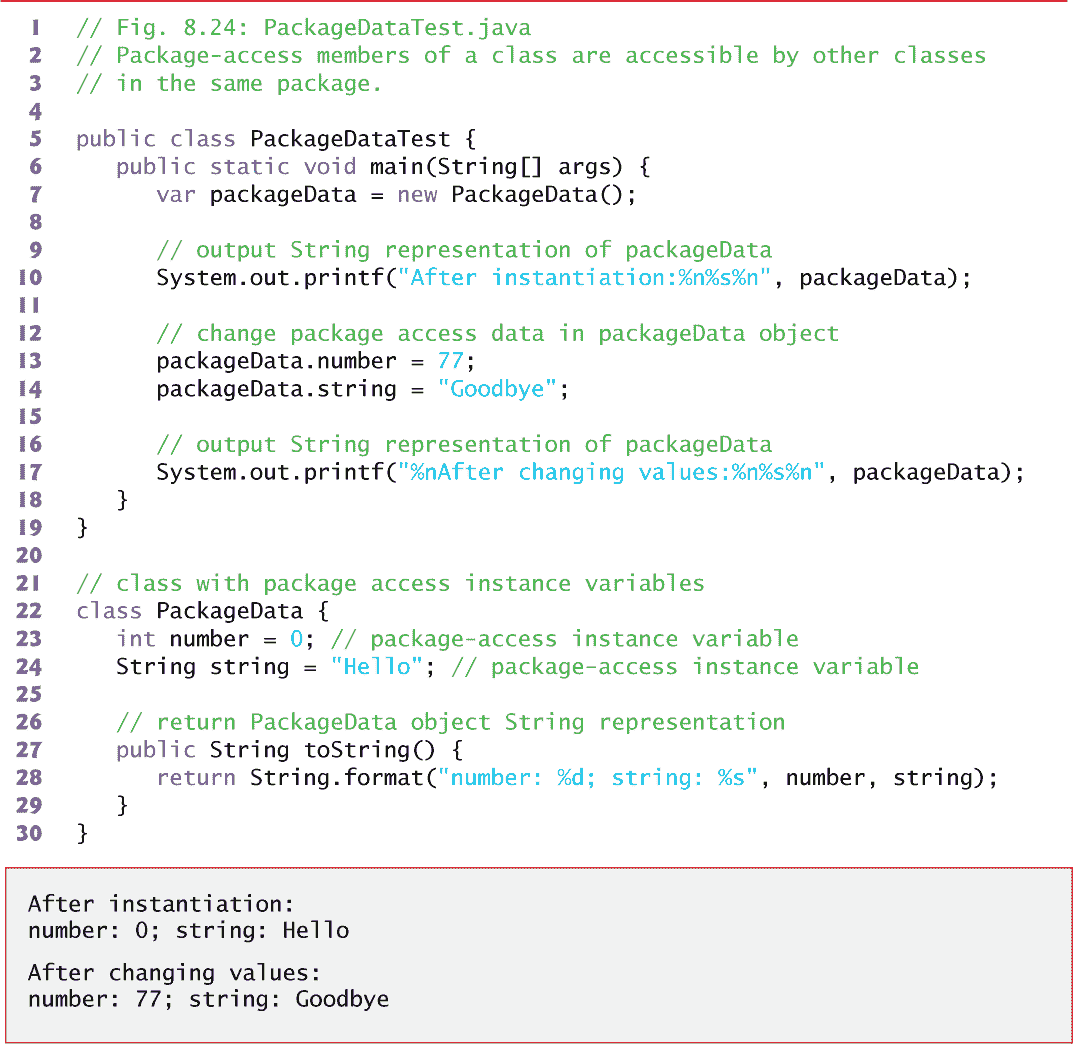 1 // Fig. 8.24: PackageDataTest.java
2 // Package-access members of a class are accessible by other classes
3 // in the same package.
4
5 public class PackageDataTest {
6 public static void main(String[] args) {
7 var packageData = new PackageData();
8
9 // output String representation of packageData
10 System.out.printf("After instantiation:%n%s%n", packageData);
11
12 // change package access data in packageData object
13 packageData.number = 77;
14 packageData.string = "Goodbye";
15
16 // output String representation of packageData
17 System.out.printf("%nAfter changing values:%n%s%n", packageData);
18 }
19 }
20
21 // class with package access instance variables
22 class PackageData {
23 int number = 0; // package-access instance variable
24 String string = "Hello"; // package-access instance variable
25
26 // return PackageData object String representation
27 public String toString() {
28 return String.format("number: %d; string: %s", number, string);
29 }
30 }
After instantiation:
number: 0; string: Hello
After changing values:
number: 77; string: Goodbye